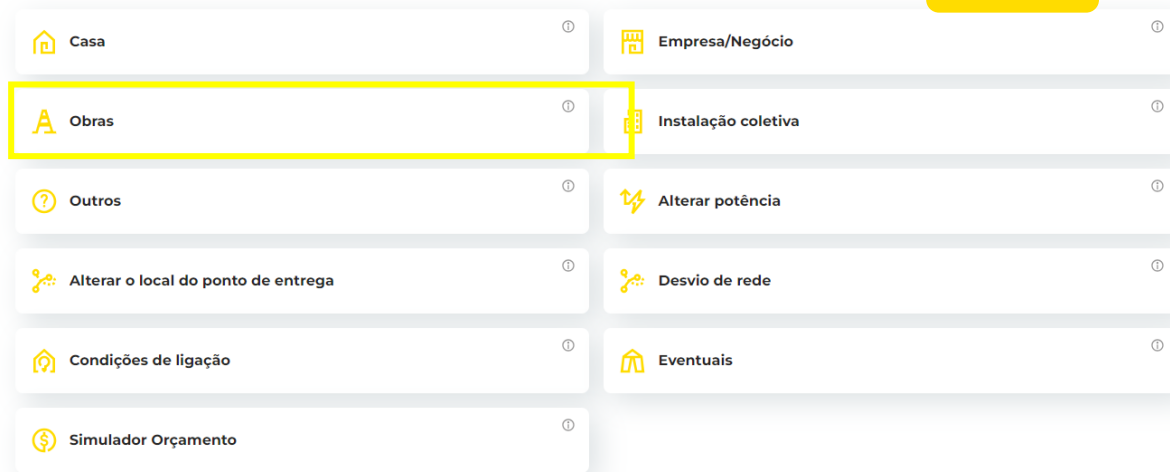 Casa
Empresa/Negócio
Obras
Instalação coletiva
Outros
Alterar potência
Alterar o local do ponto de entrega
Desvio de rede
Condições de ligação
Eventuais
Simulador Orçamento